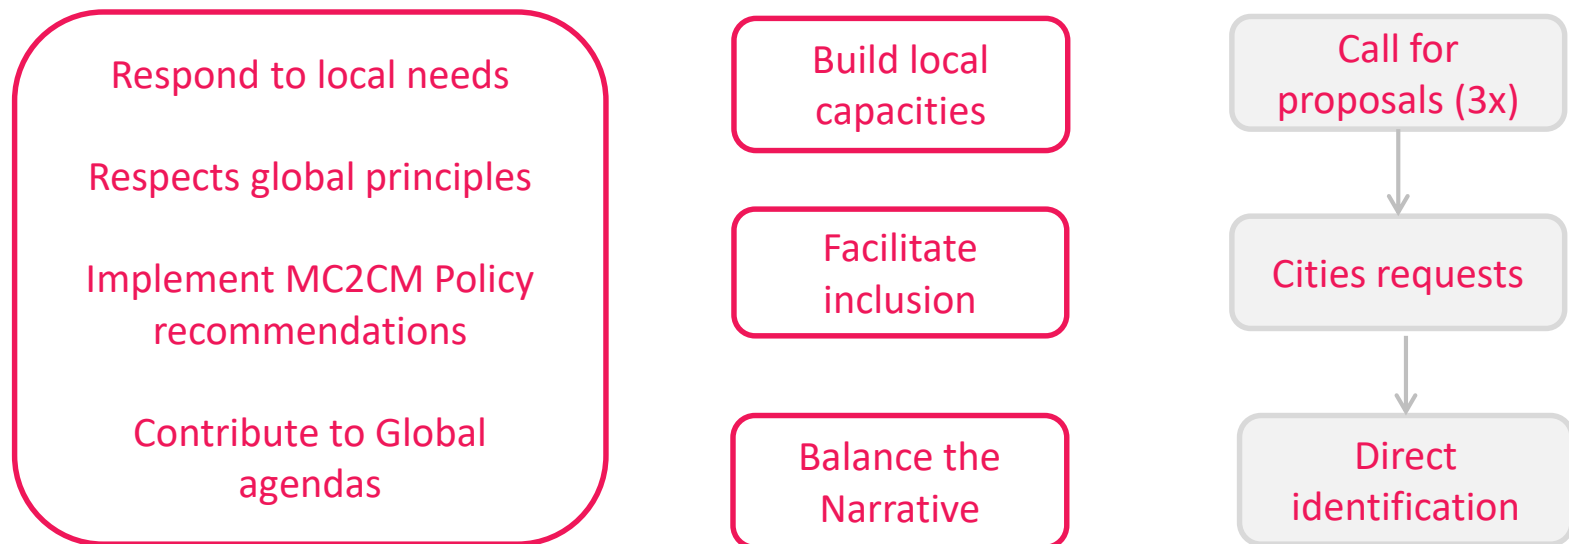 Respond to local needs
Respects global principles
Implement MC2CM Policy
recommendations
Contribute to Global
agendas
Build local
capacities
Facilitate
inclusion
Balance the
Narrative
Call for
proposals (3x)
Cities requests
Direct
identification